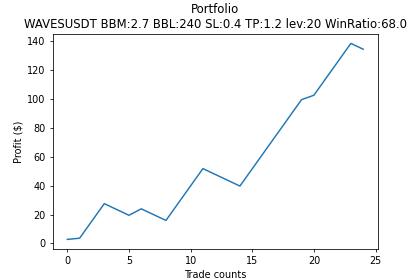 Portfolio
WAVESUSDT BBM:2.7 BBL:240 SL:0.4 TP:1.2 lev:20 WinRatio:68.0
140
120
100
80
60
40
20
0
Profit ($)
0 5 10 15 20 25
Trade counts